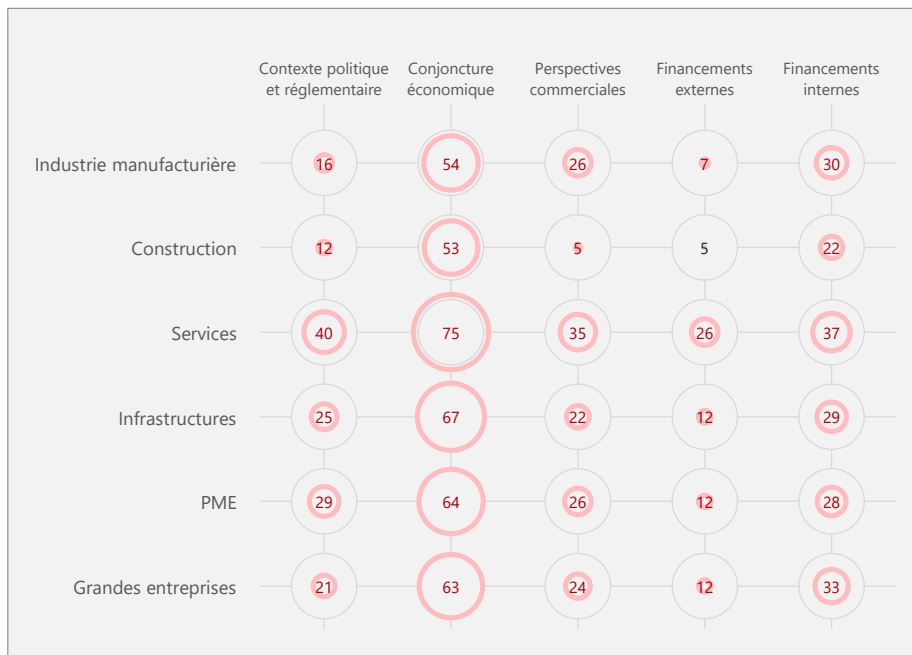 Contexte politique Conjoncture Perspectives Financements Financements
et réglementaire économique commerciales externes internes
Industrie manufacturière 16 54 26 7 30
Construction 12 53 5 5 22
Services 40 75 35 26 37
Infrastructures 25 67 22 12 29
PME 29 64 26 12 28
Grandes entreprises 21 63 24 12 33